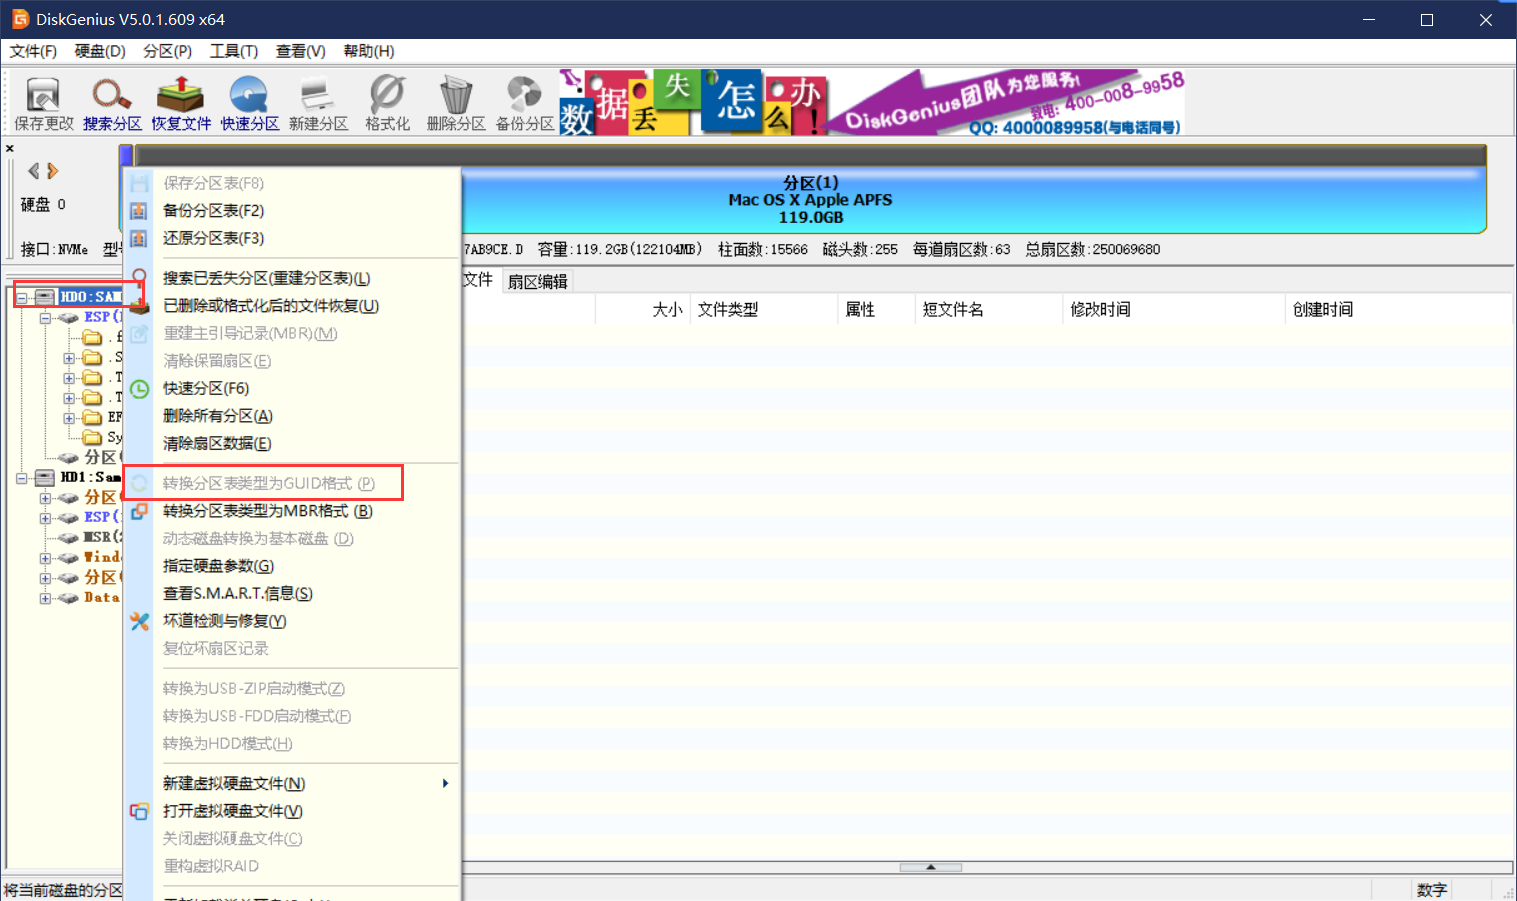 DiskGenius V5.0.1.609 x64
文件(F) 硬盘(D) 分区(P) 工具(T) 查看(V) 帮助(H)
保存更改 搜索分区 恢复文件 快速分区 新建分区 格式化 删除分区 备份分区
数据丢失怎么办!
DiskGenius团队为您服务!
致电: 400-008-9958
QQ: 4000089958(与电话同号)
硬盘 0
分区(1)
Mac OS X Apple APFS
119.0GB
接口:NVMe 7AB9CE.D 容量:119.2GB(122104MB) 柱面数:15566 磁头数:255 每道扇区数:63 总扇区数:250069680
文件 扇区编辑
大小 文件类型 属性 短文件名 修改时间 创建时间
HD0:SAM
ESP(
.S
.T
.T
EF
Sy
分区
HD1:Sam
分区
ESP(
MSR(2
Wind
分区
Data
保存分区表(F8)
备份分区表(F2)
还原分区表(F3)
搜索已丢失分区(重建分区表)(L)
已删除或格式化后的文件恢复(U)
重建主引导记录(MBR)(M)
清除保留扇区(E)
快速分区(F6)
删除所有分区(A)
清除扇区数据(E)
转换分区表类型为GUID格式 (P)
转换分区表类型为MBR格式 (B)
动态磁盘转换为基本磁盘 (D)
指定硬盘参数(G)
查看S.M.A.R.T.信息(S)
坏道检测与修复(Y)
复位坏扇区记录
转换为USB-ZIP启动模式(Z)
转换为USB-FDD启动模式(F)
转换为HDD模式(H)
新建虚拟硬盘文件(N)
打开虚拟硬盘文件(V)
关闭虚拟硬盘文件(C)
重构虚拟RAID
将当前磁盘的分区
数字